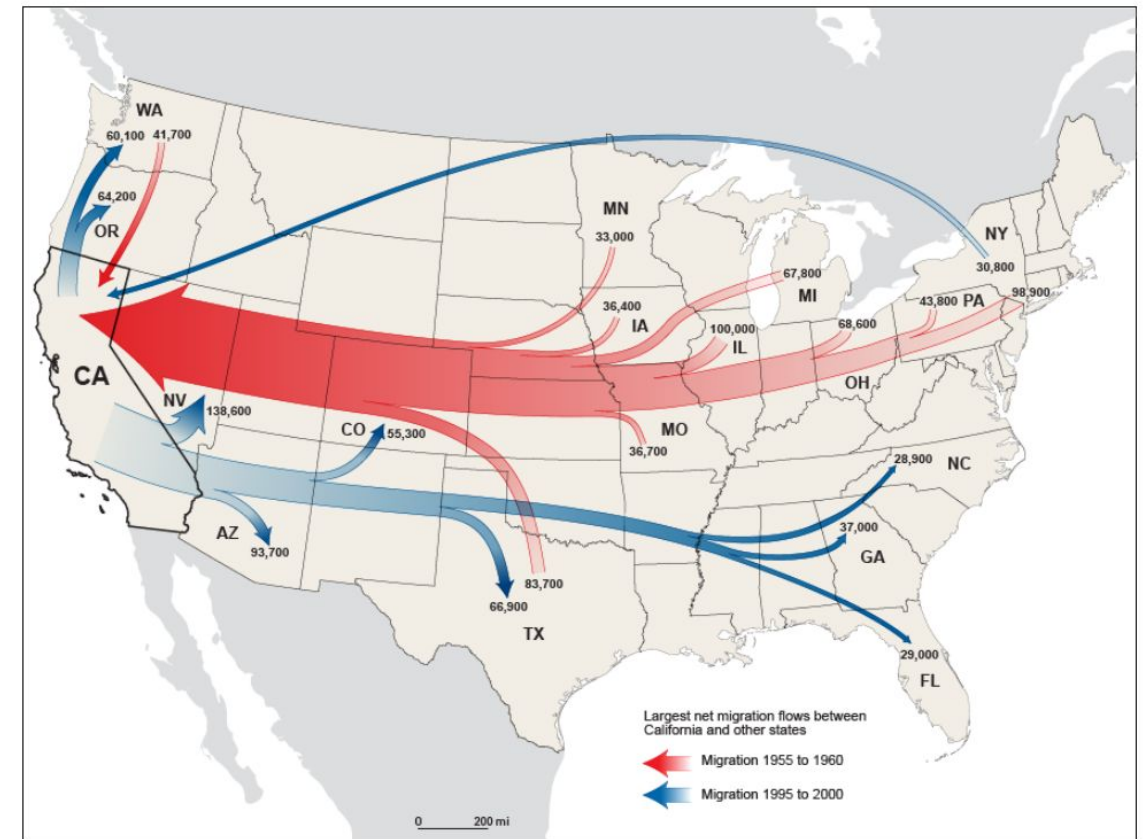 WA
60,100
41,700
64,200
OR
MN
33,000
NY
30,800
67,800
MI
98,900
PA
43,800
36,400
IA
100,000
IL
68,600
OH
CA
NV
138,600
CO
55,300
MO
36,700
28,900
NC
AZ
93,700
37,000
GA
83,700
66,900
TX
29,000
FL
Largest net migration flows between
California and other states
Migration 1955 to 1960
Migration 1995 to 2000
0 200 mi